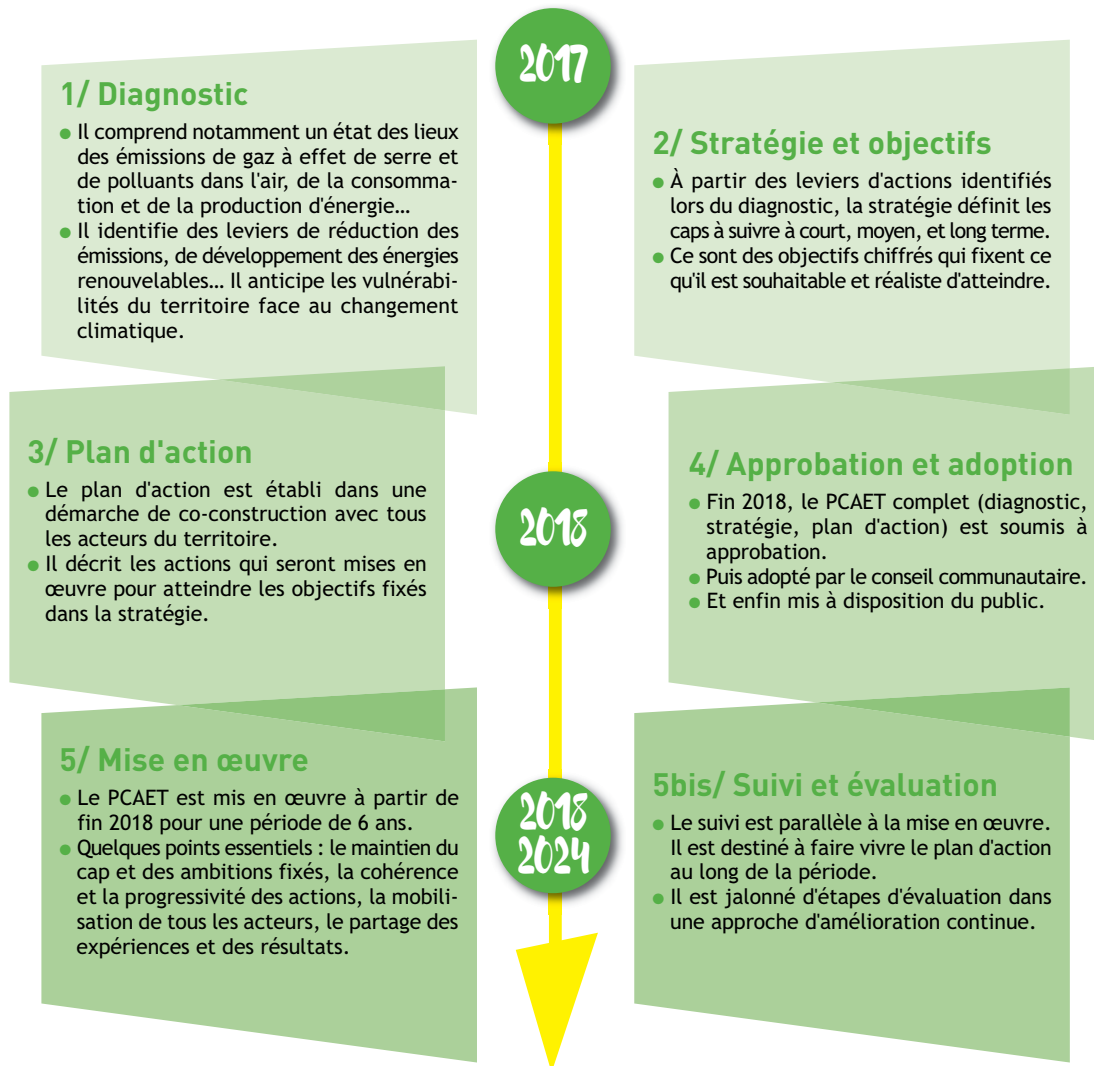 2017
1/ Diagnostic
● Il comprend notamment un état des lieux
des émissions de gaz à effet de serre et
de polluants dans l'air, de la consomma-
tion et de la production d'énergie…
● Il identifie des leviers de réduction des
émissions, de développement des énergies
renouvelables… Il anticipe les vulnérabi-
lités du territoire face au changement
climatique.
2/ Stratégie et objectifs
● À partir des leviers d'actions identifiés
lors du diagnostic, la stratégie définit les
caps à suivre à court, moyen, et long terme.
● Ce sont des objectifs chiffrés qui fixent ce
qu'il est souhaitable et réaliste d'atteindre.
2018
3/ Plan d'action
● Le plan d'action est établi dans une
démarche de co-construction avec tous
les acteurs du territoire.
● Il décrit les actions qui seront mises en
œuvre pour atteindre les objectifs fixés
dans la stratégie.
4/ Approbation et adoption
● Fin 2018, le PCAET complet (diagnostic,
stratégie, plan d'action) est soumis à
approbation.
● Puis adopté par le conseil communautaire.
● Et enfin mis à disposition du public.
2018
2024
5/ Mise en œuvre
● Le PCAET est mis en œuvre à partir de
fin 2018 pour une période de 6 ans.
● Quelques points essentiels : le maintien du
cap et des ambitions fixés, la cohérence
et la progressivité des actions, la mobili-
sation de tous les acteurs, le partage des
expériences et des résultats.
5bis/ Suivi et évaluation
● Le suivi est parallèle à la mise en œuvre.
Il est destiné à faire vivre le plan d'action
au long de la période.
● Il est jalonné d'étapes d'évaluation dans
une approche d'amélioration continue.